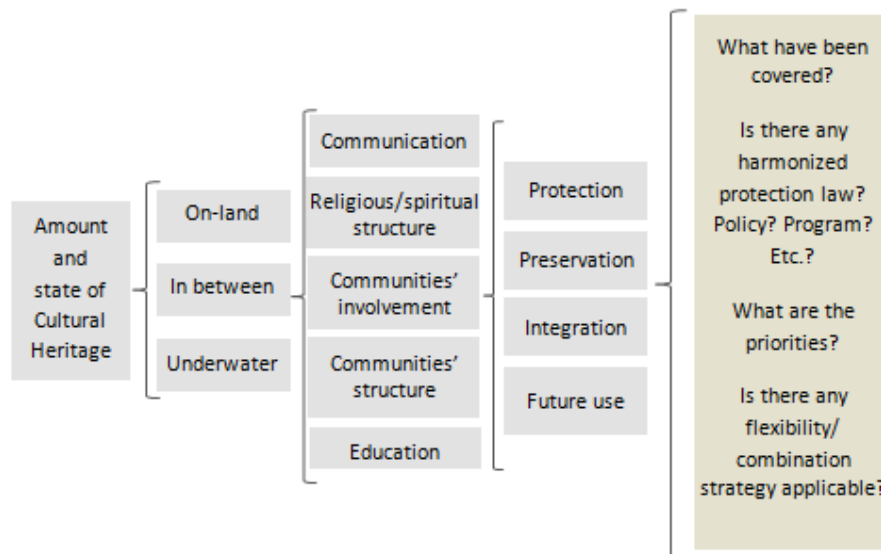 Amount
and
state of
Cultural
Heritage
On-land
In between
Underwater
Communication
Religious/spiritual
structure
Communities’
involvement
Communities’
structure
Education
Protection
Preservation
Integration
Future use
What have been
covered?
Is there any
harmonized
protection law?
Policy? Program?
Etc.?
What are the
priorities?
Is there any
flexibility/
combination
strategy applicable?